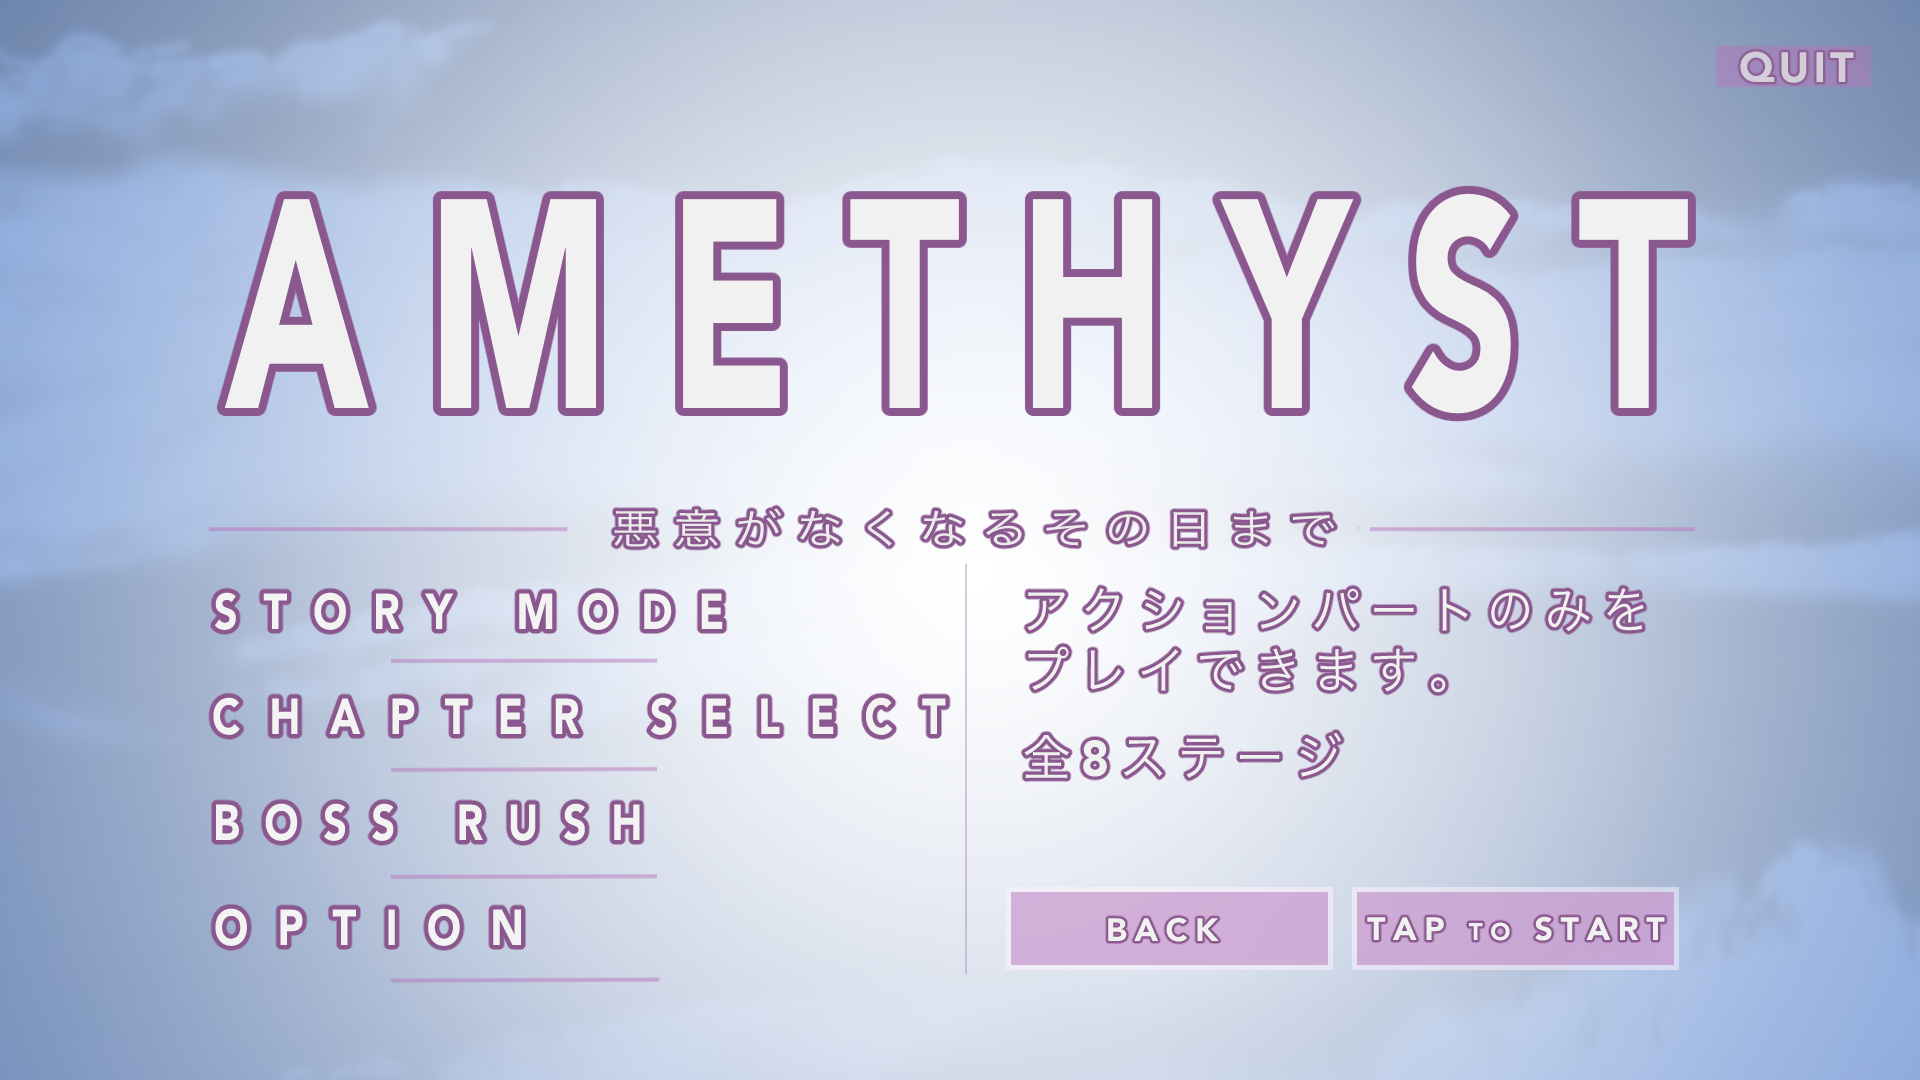 QUIT
AMETHYST
悪意がなくなるその日まで
STORY MODE
CHAPTER SELECT
BOSS RUSH
OPTION
アクションパートのみを
プレイできます。
全8ステージ
BACK
TAP TO START